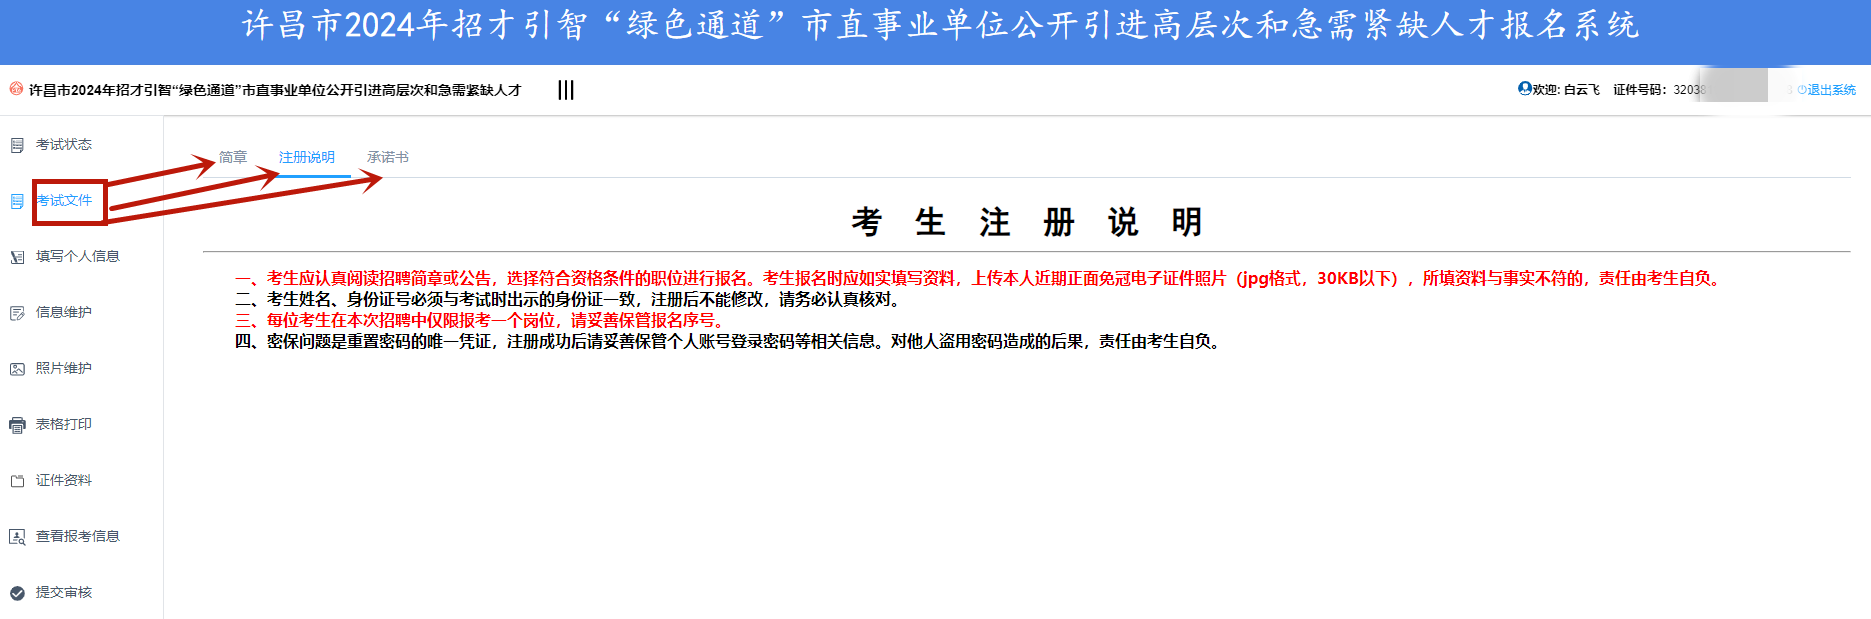 许昌市2024年招才引智“绿色通道”市直事业单位公开引进高层次和急需紧缺人才报名系统
许昌市2024年招才引智“绿色通道”市直事业单位公开引进高层次和急需紧缺人才
欢迎: 白云飞 证件号码: 3203 退出系统
考试状态
考试文件
填写个人信息
信息维护
照片维护
表格打印
证件资料
查看报考信息
提交审核
简章 注册说明 承诺书
考 生 注 册 说 明
一、考生应认真阅读招聘简章或公告，选择符合资格条件的职位进行报名。考生报名时应如实填写资料，上传本人近期正面免冠电子证件照片（jpg格式，30KB以下），所填资料与事实不符的，责任由考生自负。
二、考生姓名、身份证号必须与考试时出示的身份证一致，注册后不能修改，请务必认真核对。
三、每位考生在本次招聘中仅限报考一个岗位，请妥善保管报名序号。
四、密保问题是重置密码的唯一凭证，注册成功后请妥善保管个人账号登录密码等相关信息。对他人盗用密码造成的后果，责任由考生自负。